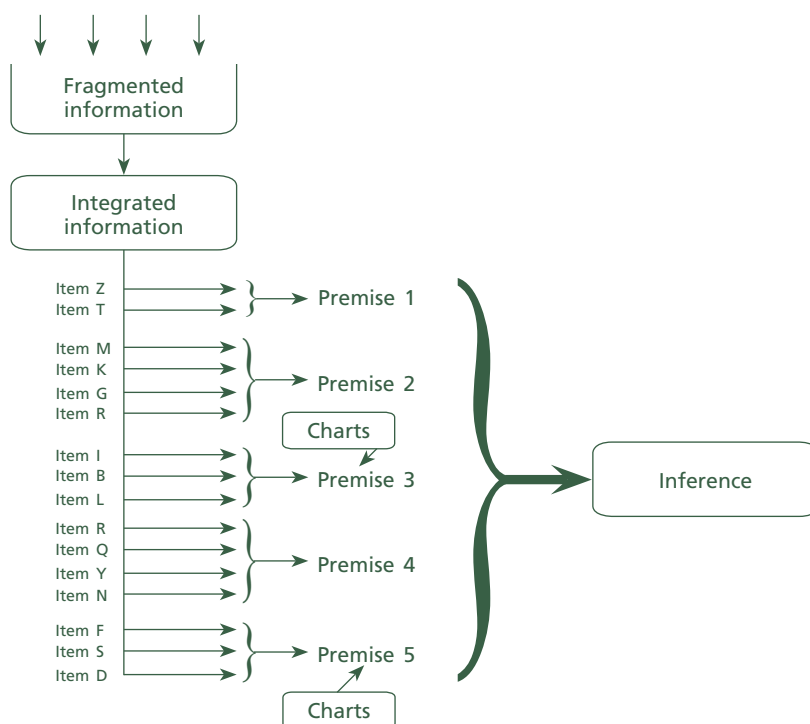 Fragmented
information
Integrated
information
Item Z
Item T
Premise 1
Item M
Item K
Item G
Item R
Premise 2
Charts
Item I
Item B
Item L
Premise 3
Item R
Item Q
Item Y
Item N
Premise 4
Item F
Item S
Item D
Premise 5
Charts
Inference